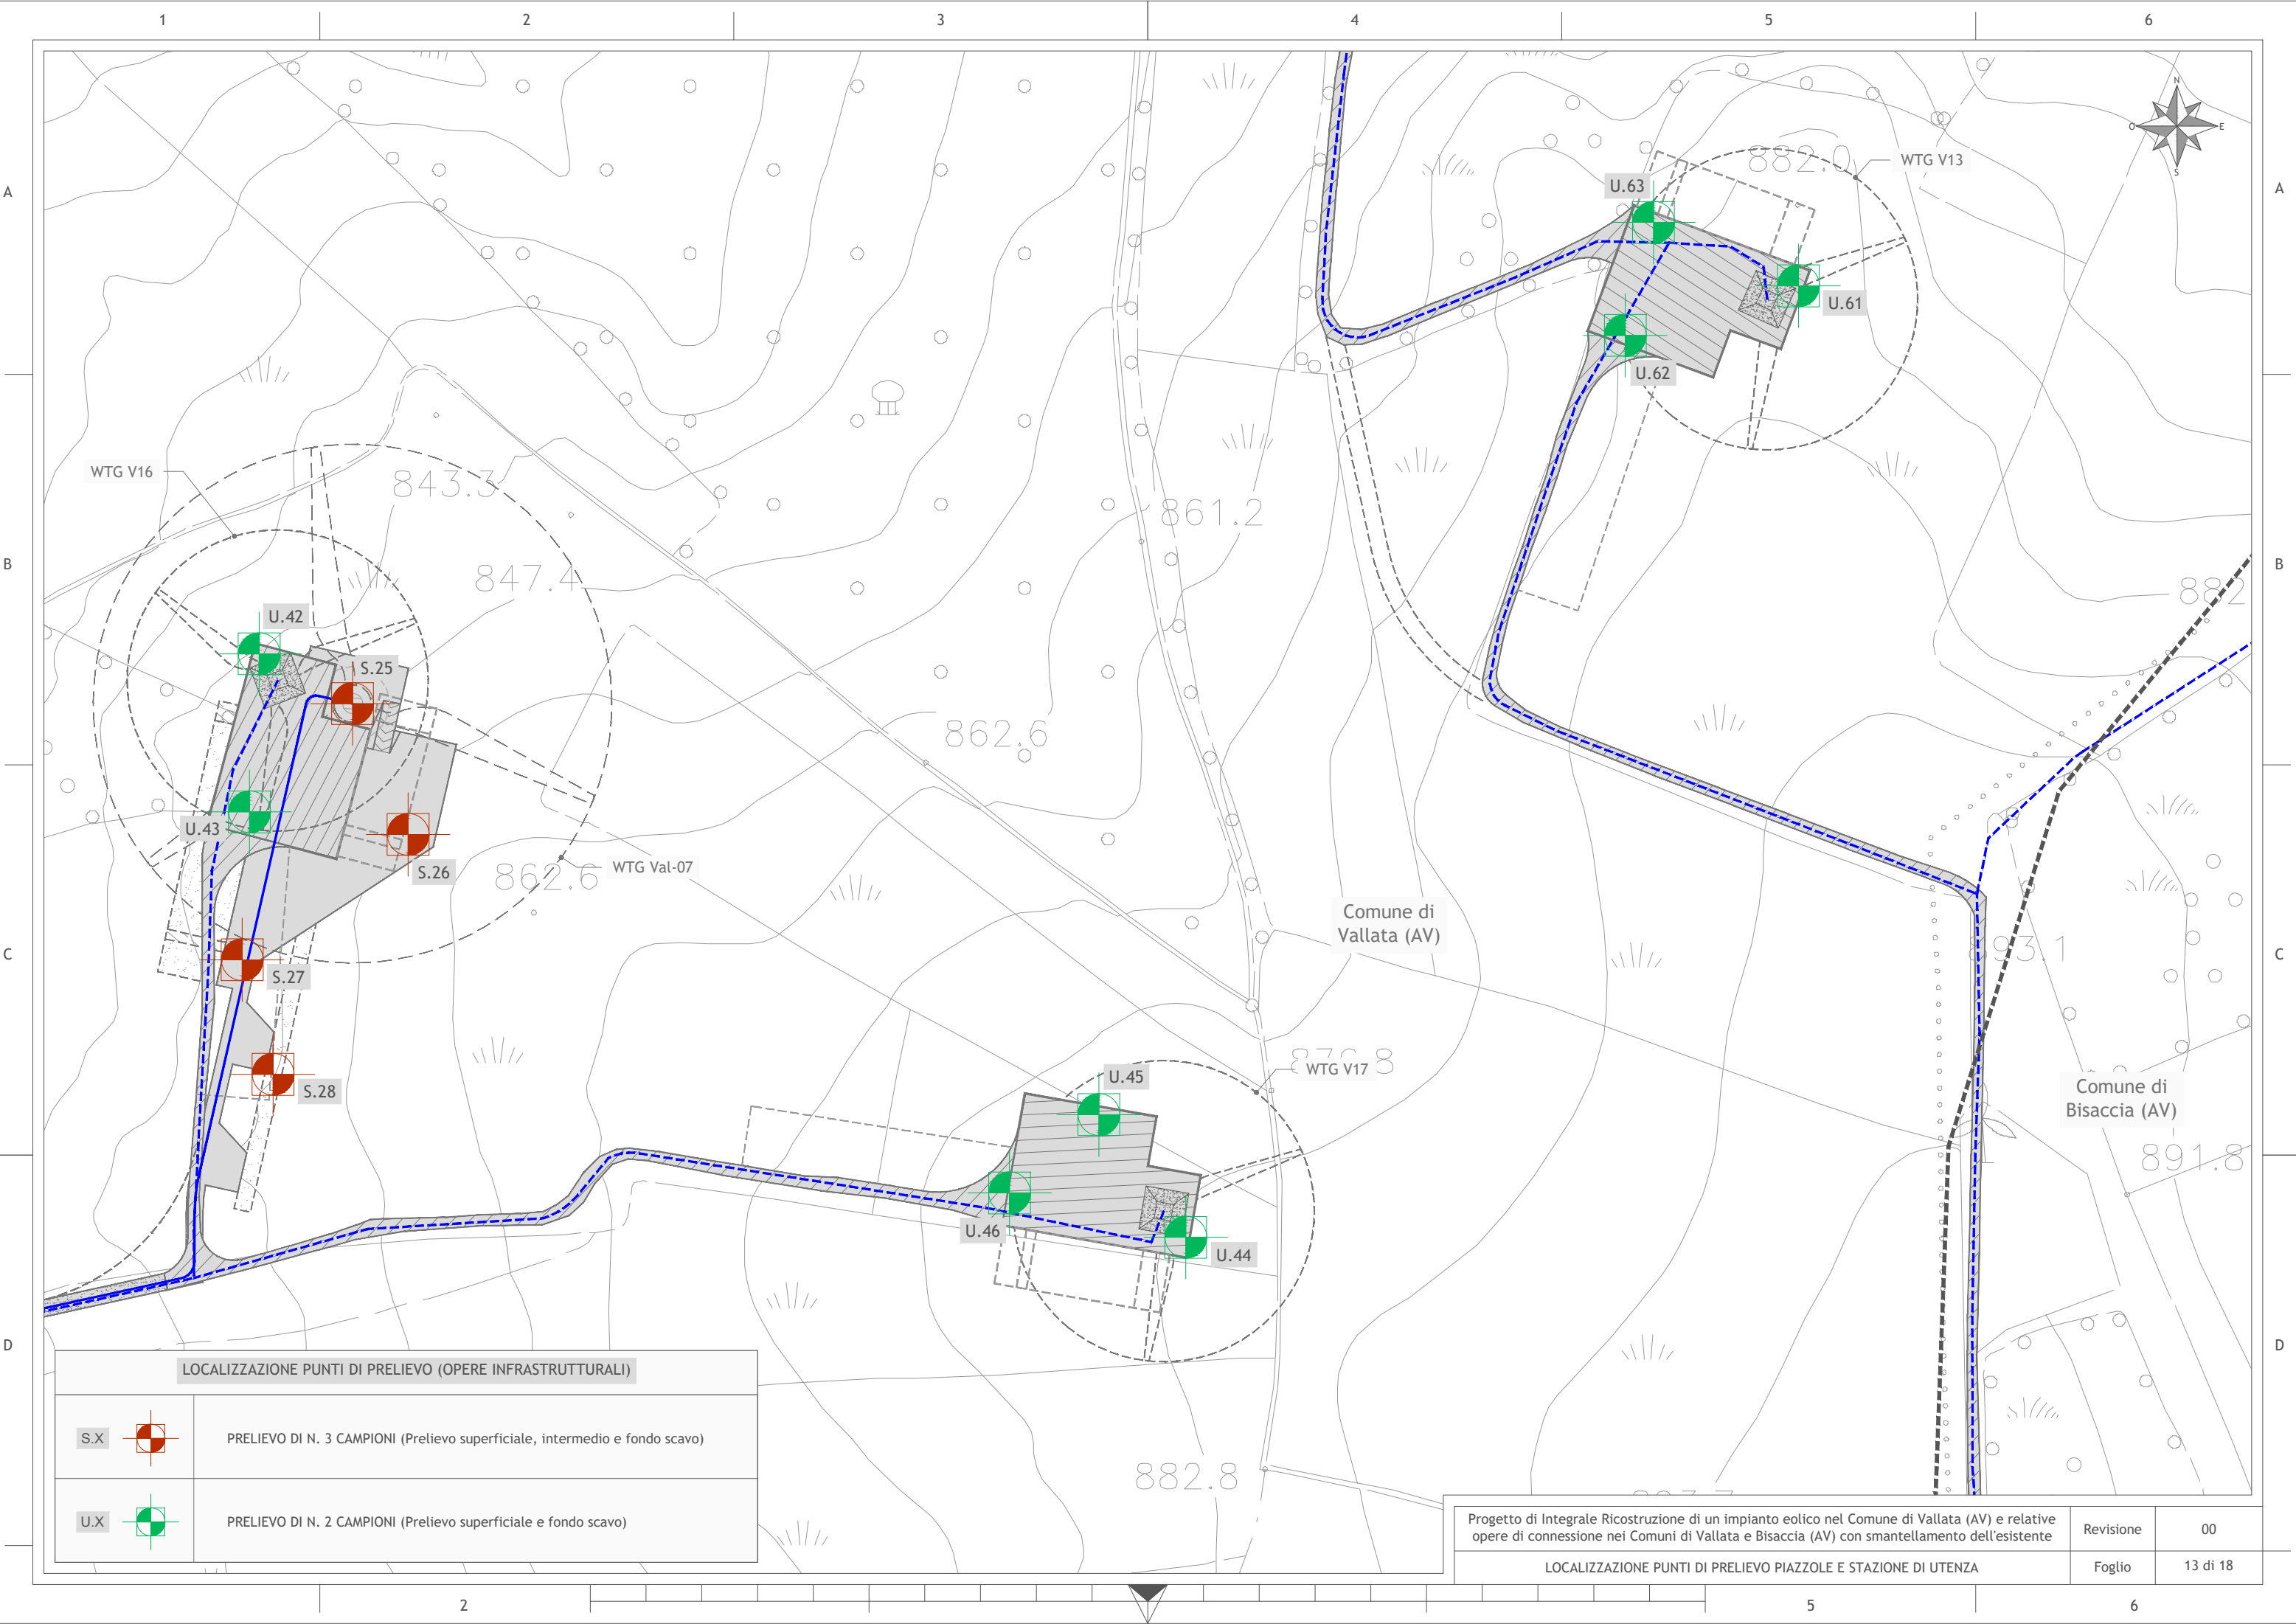 1
2
3
4
5
6
A
A
N
O
E
S
882.0
WTG V13
U.63
U.61
U.62
WTG V16
843.3
861.2
B
B
847.4
882
U.42
S.25
862.6
U.43
S.26
862.6
WTG Val-07
Comune di
Vallata (AV)
C
C
893.1
S.27
876.8
WTG V17
U.45
S.28
Comune di
Bisaccia (AV)
891.8
U.46
U.44
D
D
LOCALIZZAZIONE PUNTI DI PRELIEVO (OPERE INFRASTRUTTURALI)
S.X
PRELIEVO DI N. 3 CAMPIONI (Prelievo superficiale, intermedio e fondo scavo)
U.X
PRELIEVO DI N. 2 CAMPIONI (Prelievo superficiale e fondo scavo)
882.8
Progetto di Integrale Ricostruzione di un impianto eolico nel Comune di Vallata (AV) e relative
opere di connessione nei Comuni di Vallata e Bisaccia (AV) con smantellamento dell'esistente
Revisione
00
LOCALIZZAZIONE PUNTI DI PRELIEVO PIAZZOLE E STAZIONE DI UTENZA
Foglio
13 di 18
2
5
6